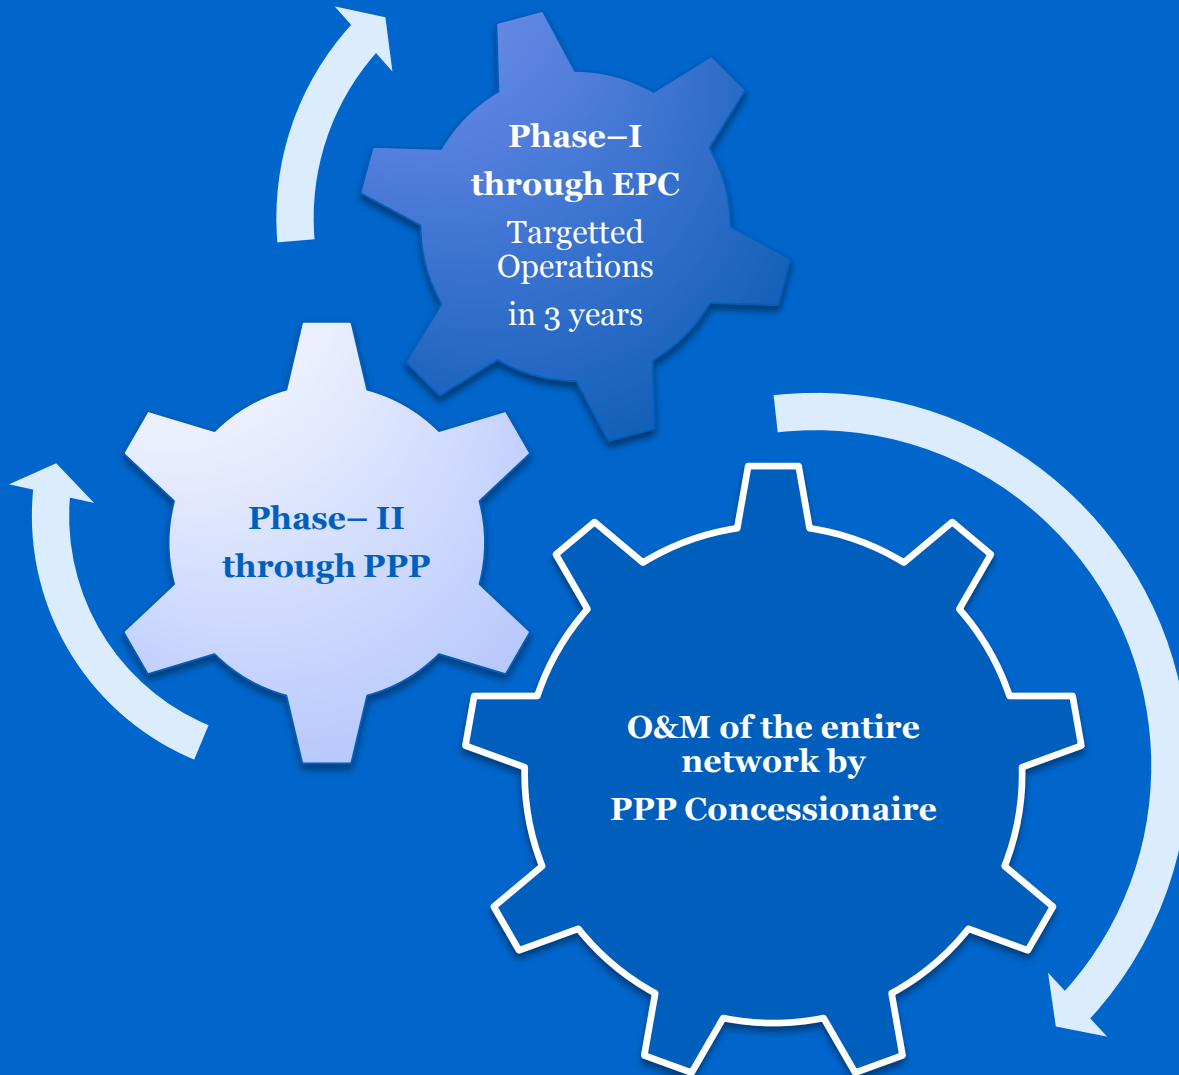 Phase–I
through EPC
Targetted
Operations
in 3 years
Phase– II
through PPP
O&M of the entire
network by
PPP Concessionaire